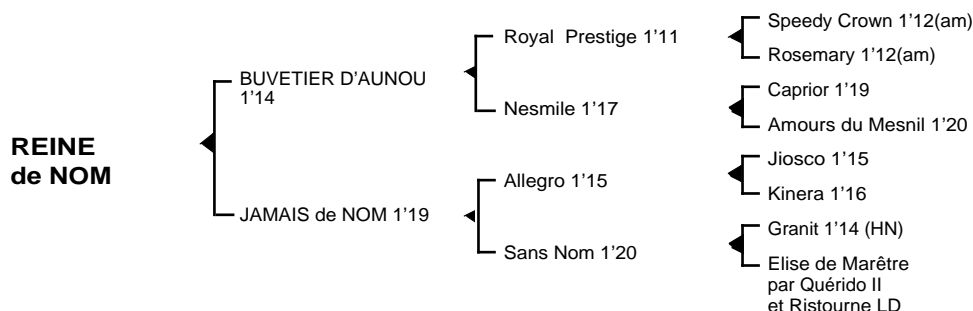 REINE
de NOM
BUVETIER D'AUNOU
1’14
JAMAIS de NOM 1’19
Royal  Prestige 1’11
Nesmile 1’17
Allegro 1’15
Sans Nom 1’20
Speedy Crown 1’12(am)
Rosemary 1’12(am)
Caprior 1’19
Amours du Mesnil 1’20
Jiosco 1’15
Kinera 1’16
Granit 1’14 (HN)
Elise de Marêtre
par Quérido II
et Ristourne LD